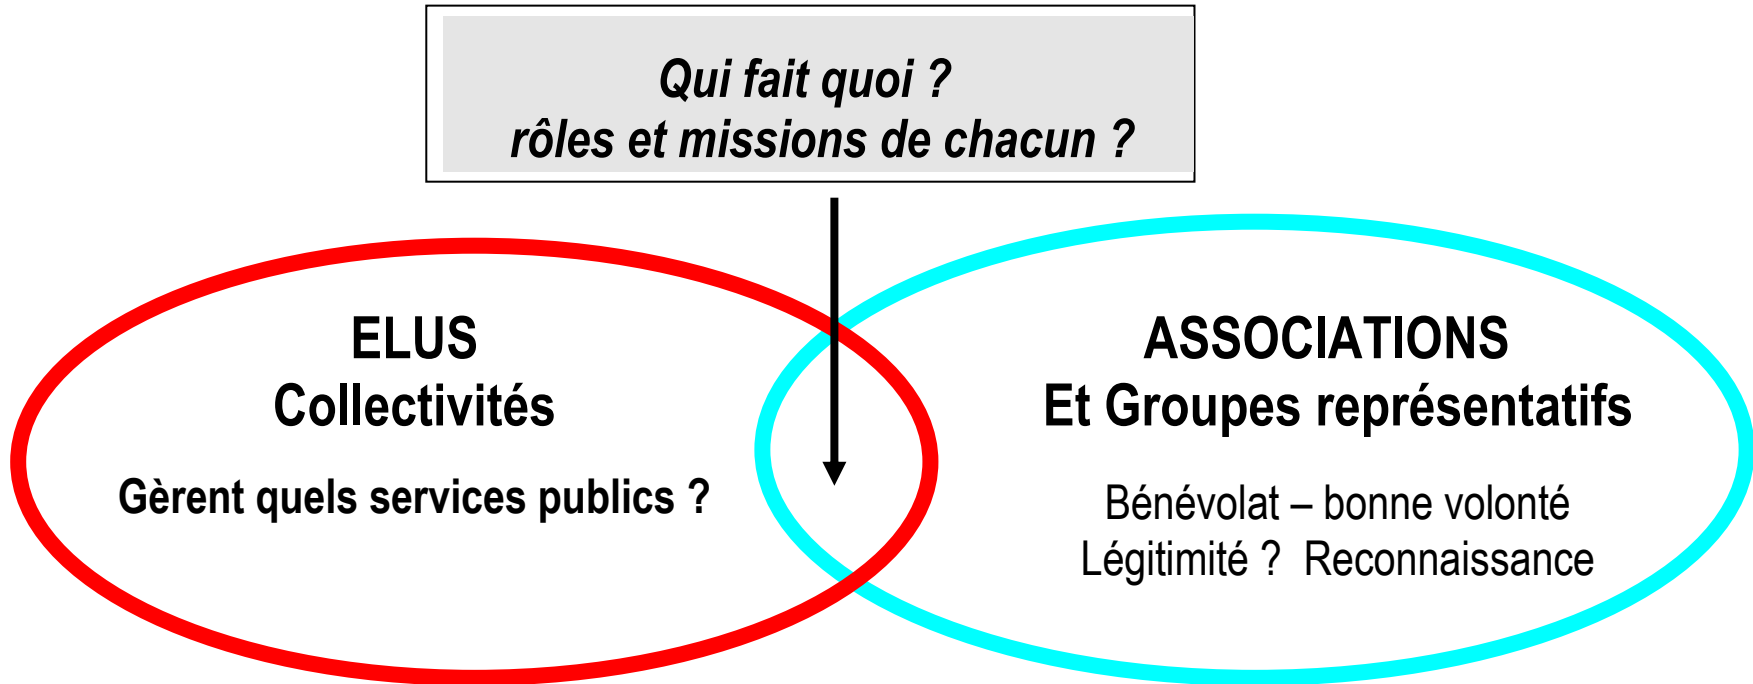 Qui fait quoi ?
rôles et missions de chacun ?
ELUS
Collectivités
Gèrent quels services publics ?
ASSOCIATIONS
Et Groupes représentatifs
Bénévolat – bonne volonté
Légitimité ? Reconnaissance